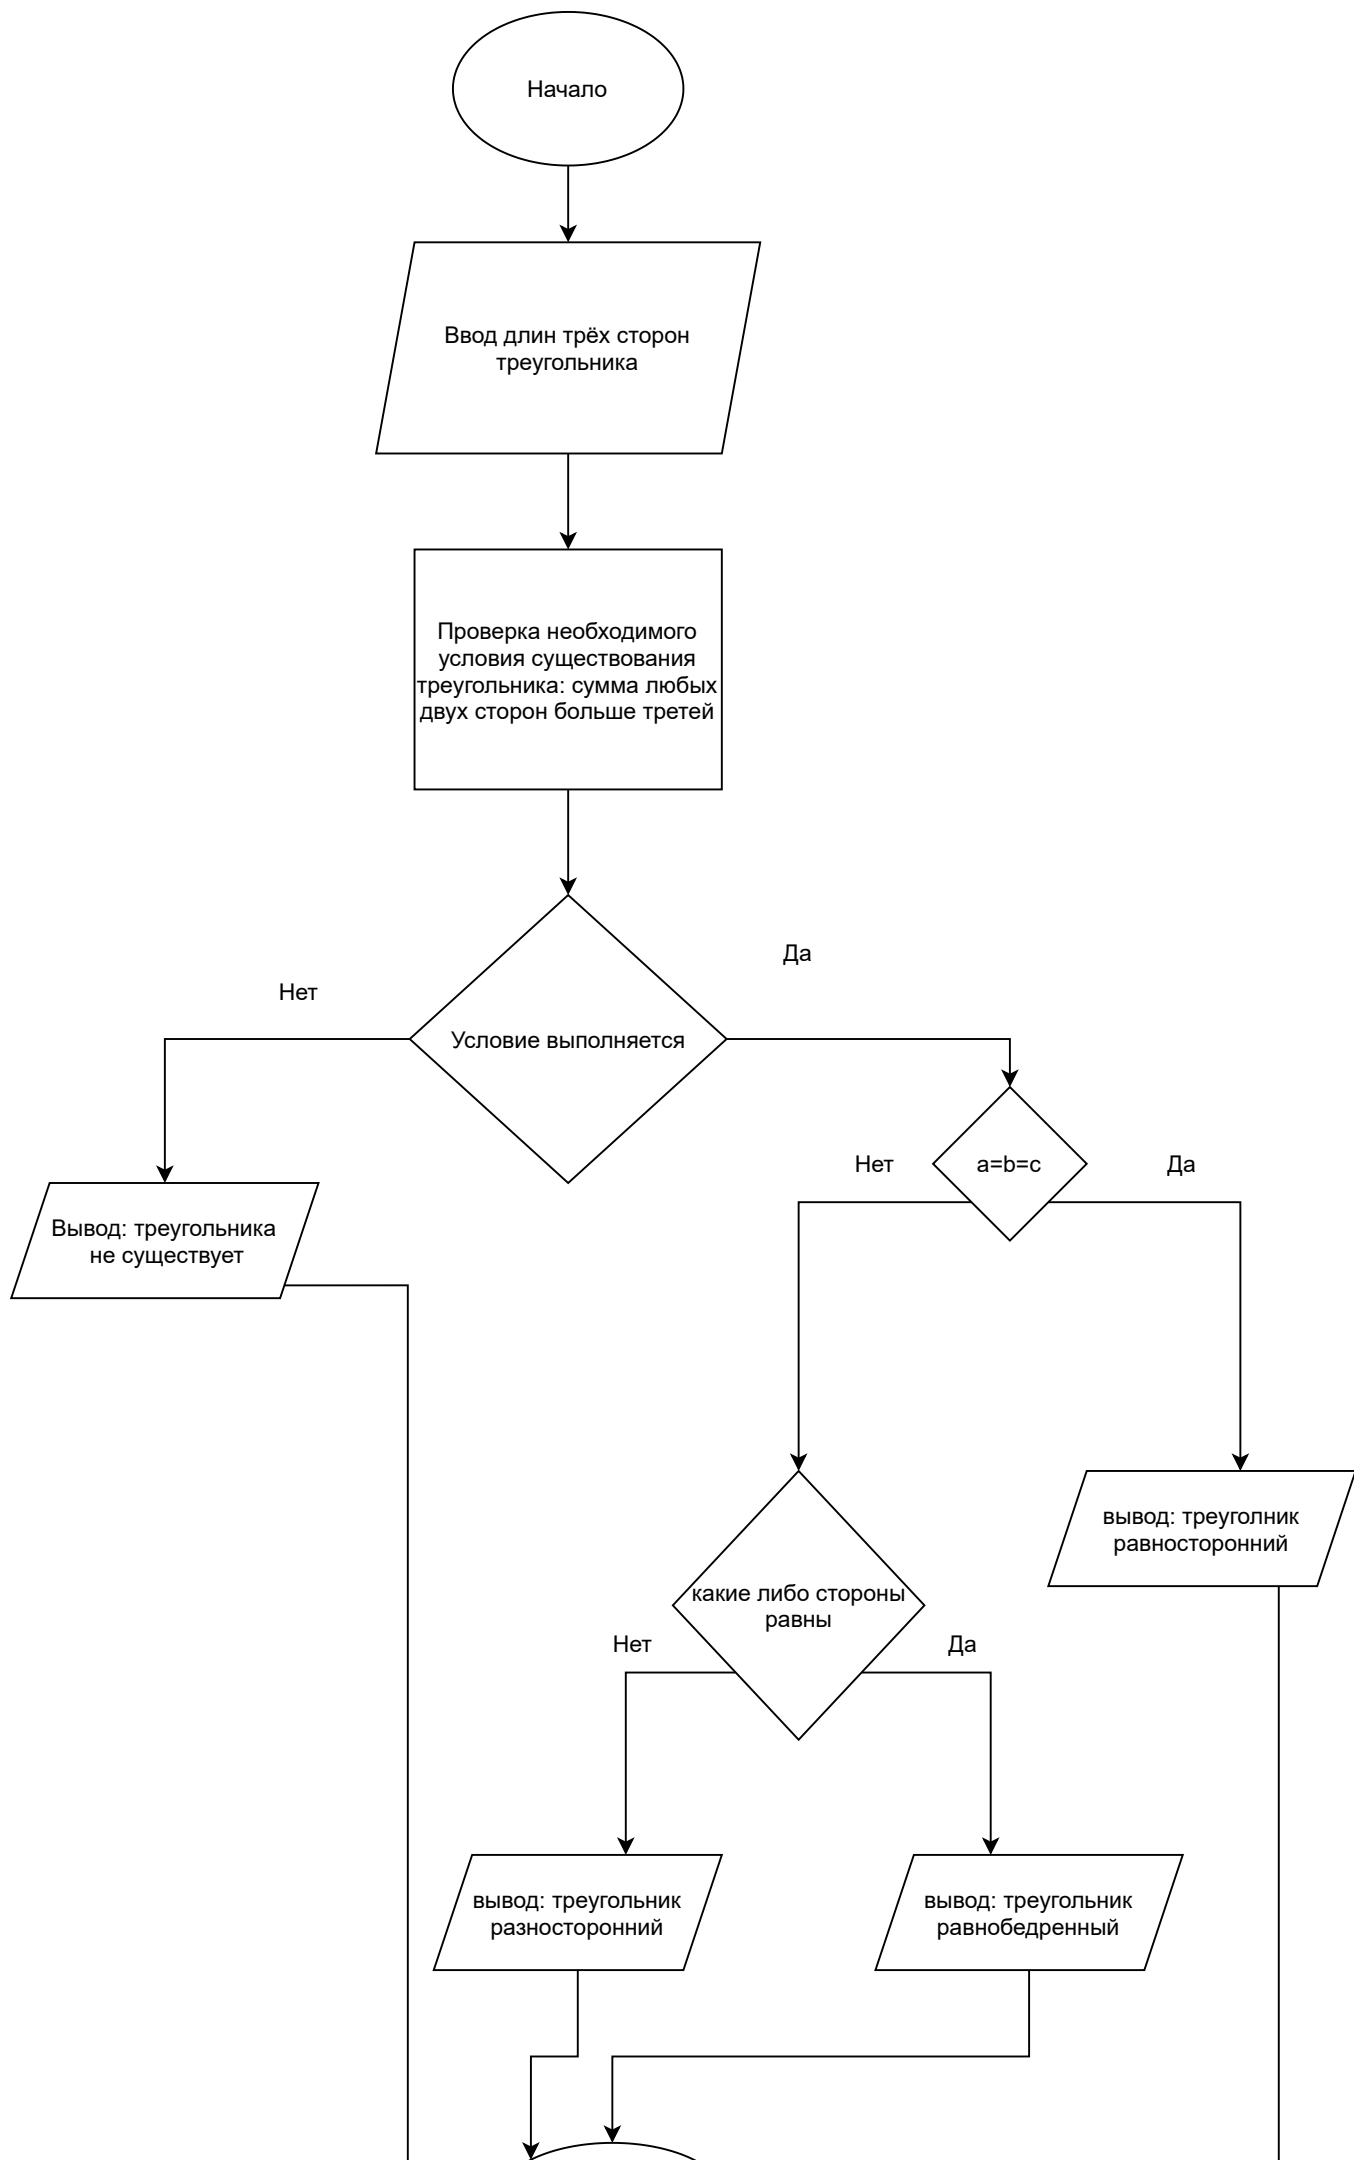 Начало
Ввод длин трёх сторон
треугольника
Проверка необходимого
условия существования
треугольника: сумма любых
двух сторон больше третей
Да
Нет
Условие выполняется
Нет
a=b=c
Да
Вывод: треугольника
не существует
вывод: треуголник
равносторонний
какие либо стороны
равны
Нет
Да
вывод: треугольник
разносторонний
вывод: треугольник
равнобедренный